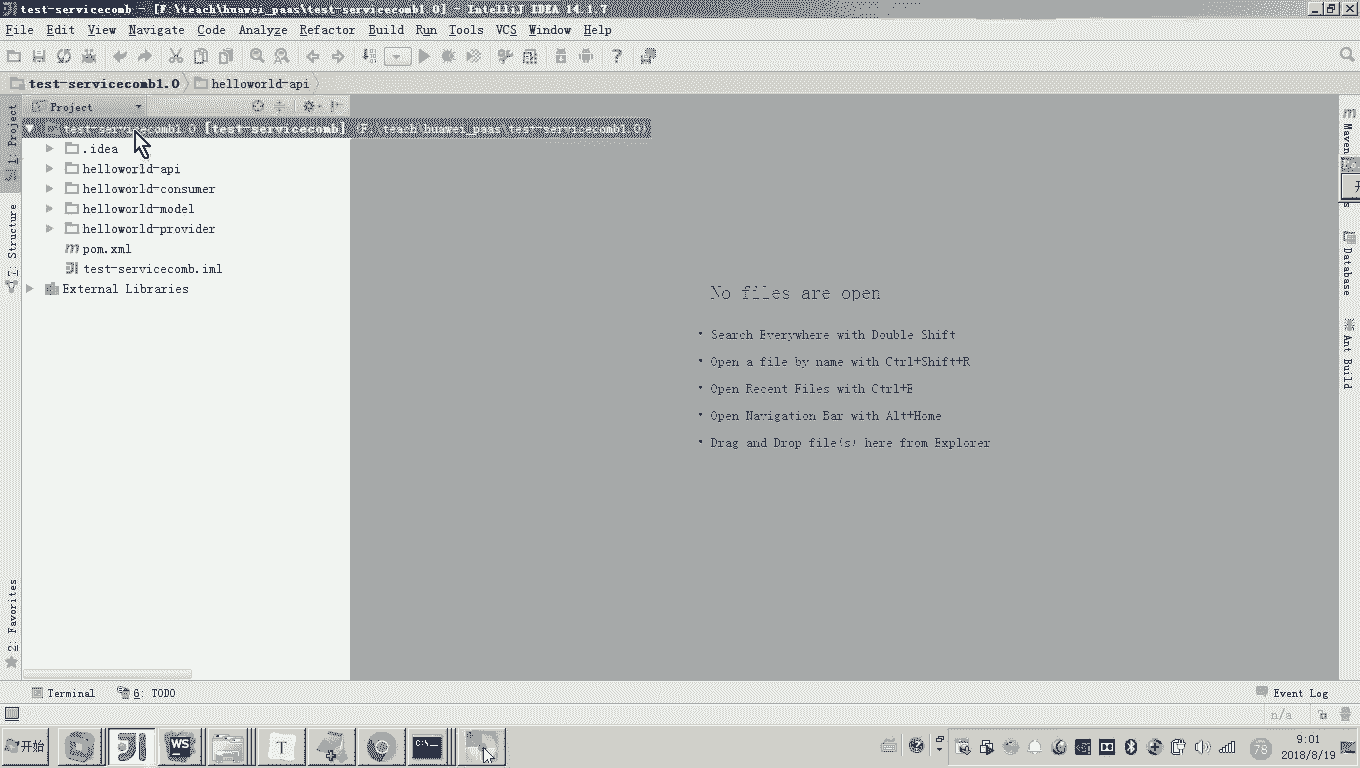 test-servicecomb - [F:\teach\huawei_paas\test-servicecomb1.0] - IntelliJ IDEA 14.1.7
File Edit View Navigate Code Analyze Refactor Build Run Tools VCS Window Help
test-servicecomb1.0 helloworld-api
1: Project
Project
test-servicecomb1.0 [test-servicecomb] (F:\teach\huawei_paas\test-servicecomb1.0)
.idea
helloworld-api
helloworld-consumer
helloworld-model
helloworld-provider
pom.xml
test-servicecomb.iml
External Libraries
7: Structure
2: Favorites
No files are open
• Search Everywhere with Double Shift
• Open a file by name with Ctrl+Shift+R
• Open Recent Files with Ctrl+E
• Open Navigation Bar with Alt+Home
• Drag and Drop file(s) here from Explorer
Maven
Database
Ant Build
Terminal 6: TODO
Event Log
n/a
开始
WS
T
C:\
78
9:01
2018/8/19